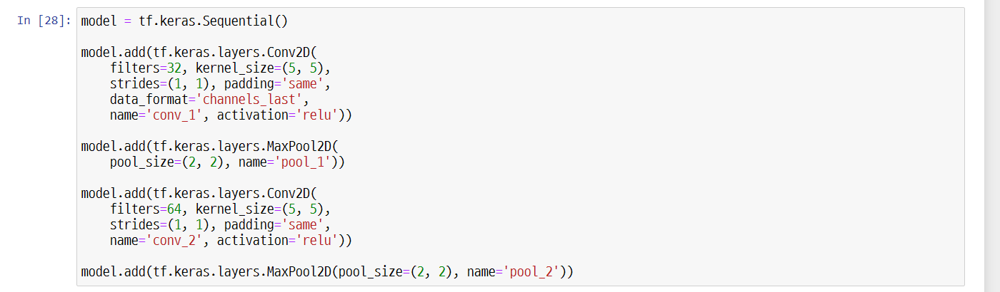 In [28]: model = tf.keras.Sequential()
model.add(tf.keras.layers.Conv2D(
    filters=32, kernel_size=(5, 5),
    strides=(1, 1), padding='same',
    data_format='channels_last',
    name='conv_1', activation='relu'))
model.add(tf.keras.layers.MaxPool2D(
    pool_size=(2, 2), name='pool_1'))
model.add(tf.keras.layers.Conv2D(
    filters=64, kernel_size=(5, 5),
    strides=(1, 1), padding='same',
    name='conv_2', activation='relu'))
model.add(tf.keras.layers.MaxPool2D(pool_size=(2, 2), name='pool_2'))